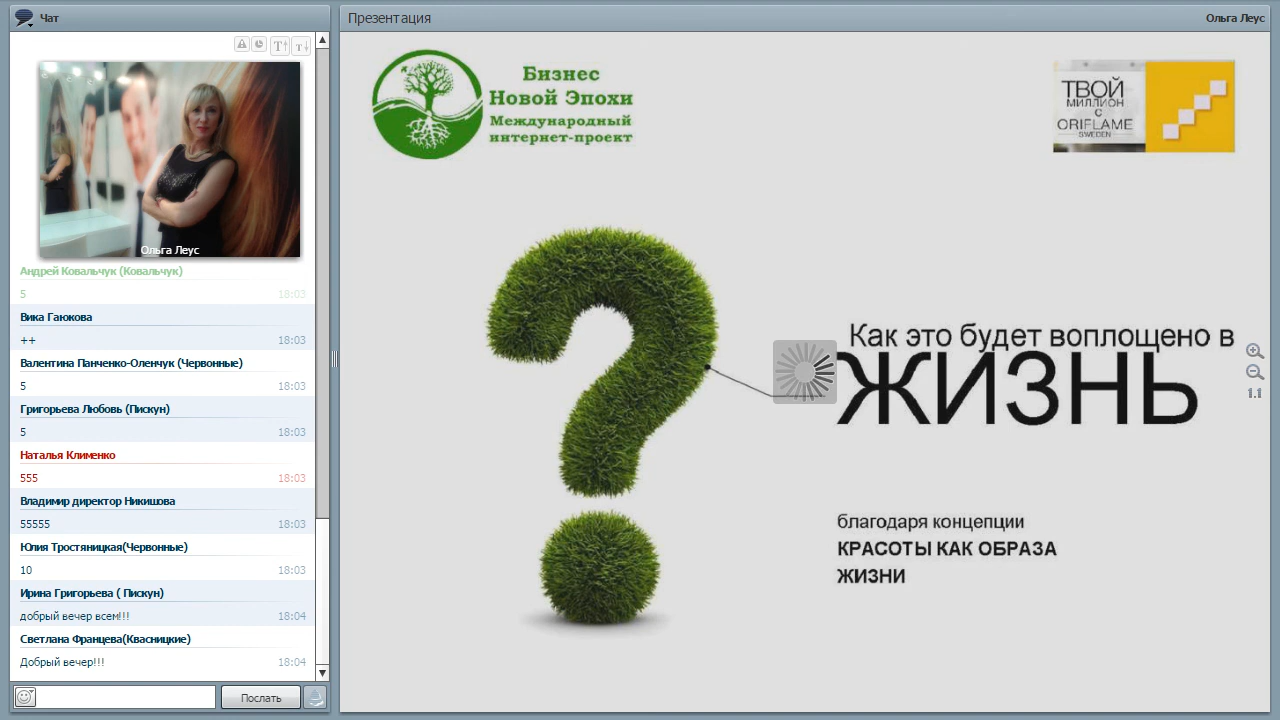 Чат
Ольга Леус
Андрей Ковальчук (Ковальчук)
5 18:03
Вика Гаюкова
++ 18:03
Валентина Панченко-Оленчук (Червонные)
5 18:03
Григорьева Любовь (Пискун)
5 18:03
Наталья Клименко
555 18:03
Владимир директор Никишова
55555 18:03
Юлия Тростяницкая(Червонные)
10 18:03
Ирина Григорьева ( Пискун)
добрый вечер всем!!! 18:04
Светлана Францева(Квасницкие)
Добрый вечер!!! 18:04
Послать
Презентация
Ольга Леус
Бизнес
Новой Эпохи
Международный
интернет-проект
ТВОЙ
МИЛЛИОН
С
ORIFLAME
SWEDEN
Как это будет воплощено в
ЖИЗНЬ
благодаря концепции
КРАСОТЫ КАК ОБРАЗА
ЖИЗНИ
1.1